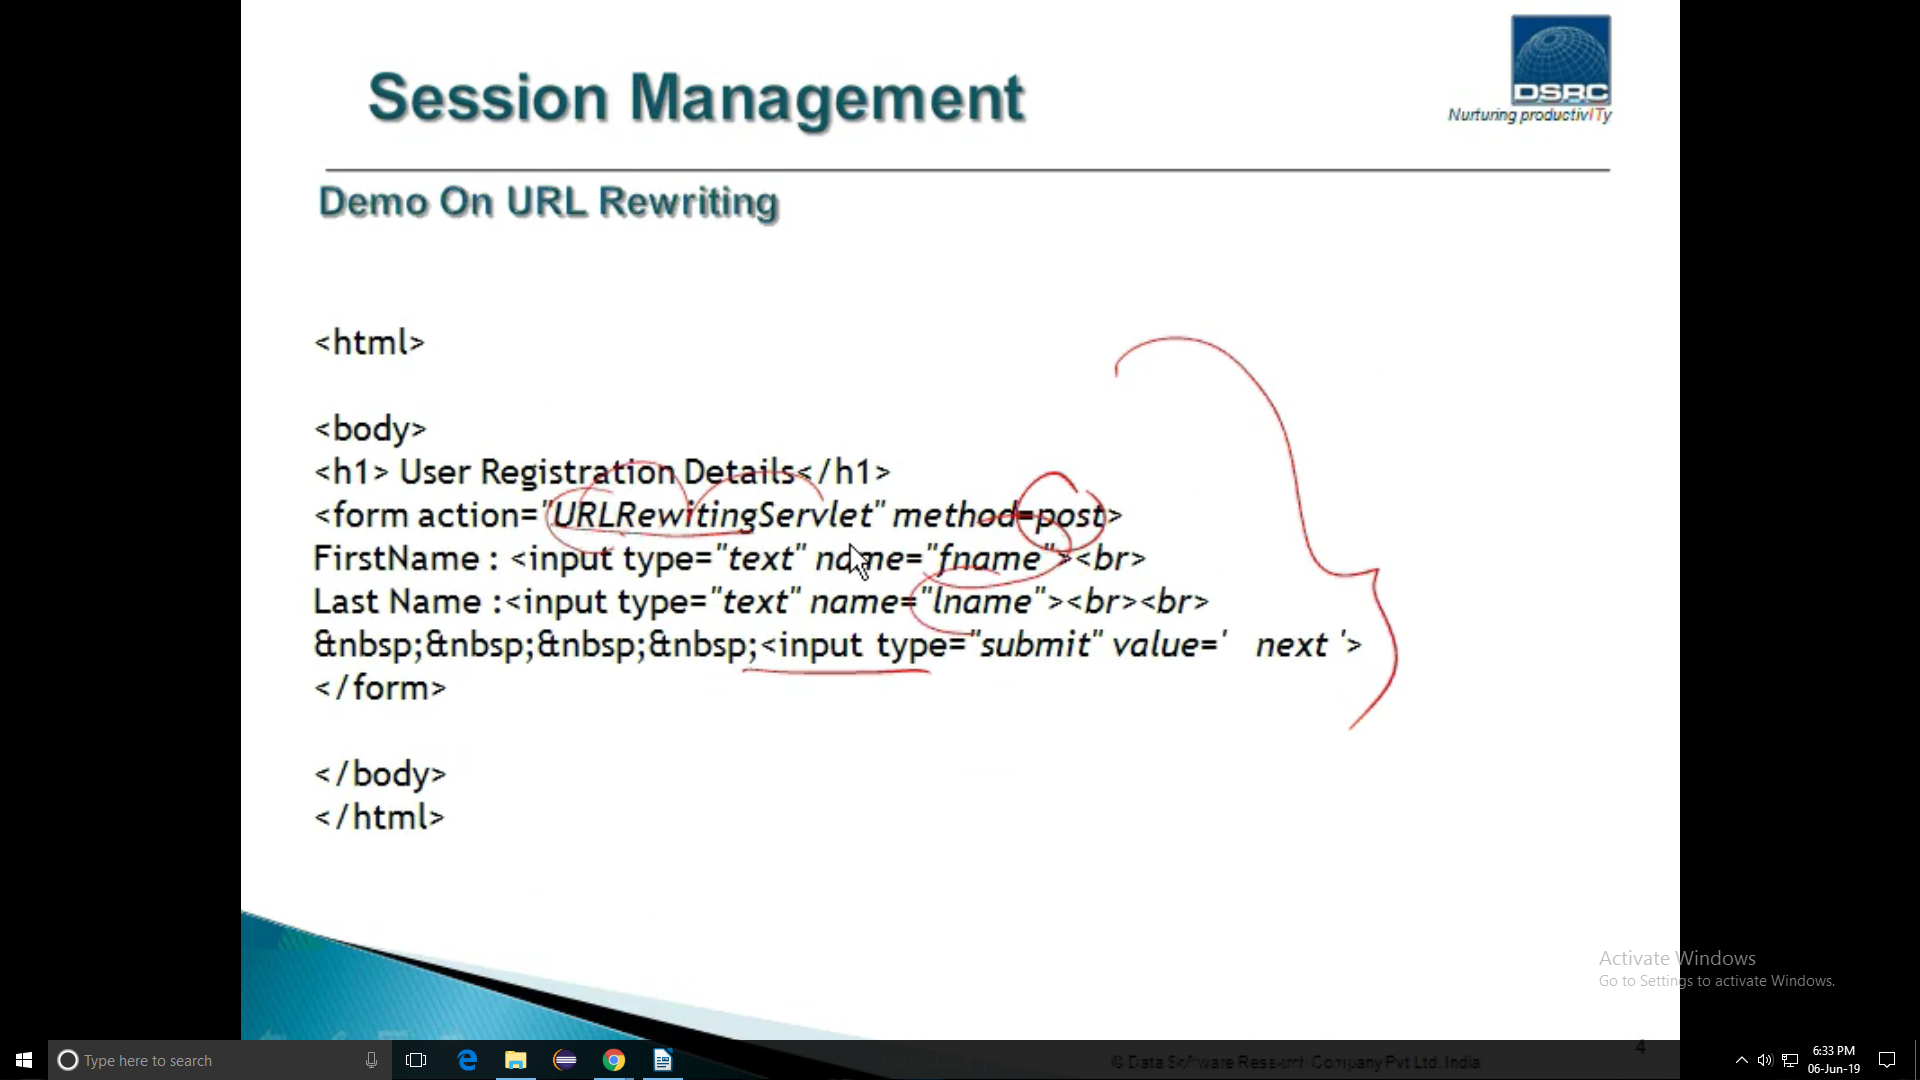 Session Management
DSRC
Nurturing productivITy
Demo On URL Rewriting
<html>
<body>
<h1> User Registration Details</h1>
<form action="URLRewitingServlet" method=post>
FirstName : <input type="text" name="fname"><br>
Last Name :<input type="text" name="lname"><br><br>
&nbsp;&nbsp;&nbsp;&nbsp;<input type="submit" value='   next '>
</form>
</body>
</html>
Activate Windows
Go to Settings to activate Windows.
4
Type here to search
© Data Software Research Company Pvt Ltd. India
6:33 PM
06-Jun-19